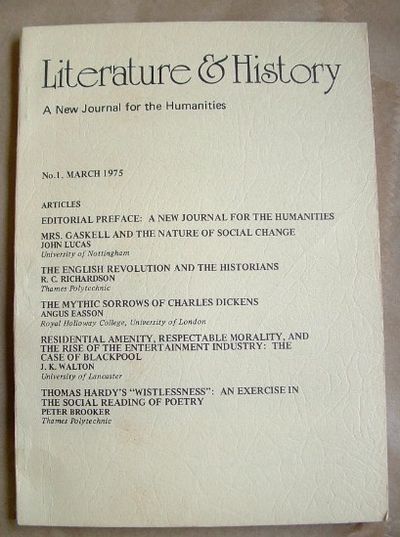 Literature & History
A New Journal for the Humanities
No.1, MARCH 1975
ARTICLES
EDITORIAL PREFACE: A NEW JOURNAL FOR THE HUMANITIES
MRS. GASKELL AND THE NATURE OF SOCIAL CHANGE
JOHN LUCAS
University of Nottingham
THE ENGLISH REVOLUTION AND THE HISTORIANS
R. C. RICHARDSON
Thames Polytechnic
THE MYTHIC SORROWS OF CHARLES DICKENS
ANGUS EASSON
Royal Holloway College, University of London
RESIDENTIAL AMENITY, RESPECTABLE MORALITY, AND
THE RISE OF THE ENTERTAINMENT INDUSTRY: THE
CASE OF BLACKPOOL
J. K. WALTON
University of Lancaster
THOMAS HARDY'S "WISTLESSNESS": AN EXERCISE IN
THE SOCIAL READING OF POETRY
PETER BROOKER
Thames Polytechnic